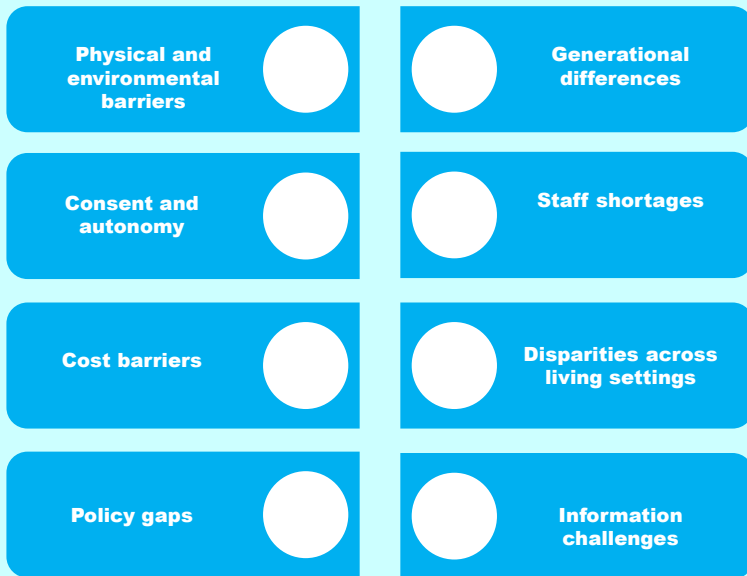 Physical and
environmental
barriers
Generational
differences
Consent and
autonomy
Staff shortages
Cost barriers
Disparities across
living settings
Policy gaps
Information
challenges